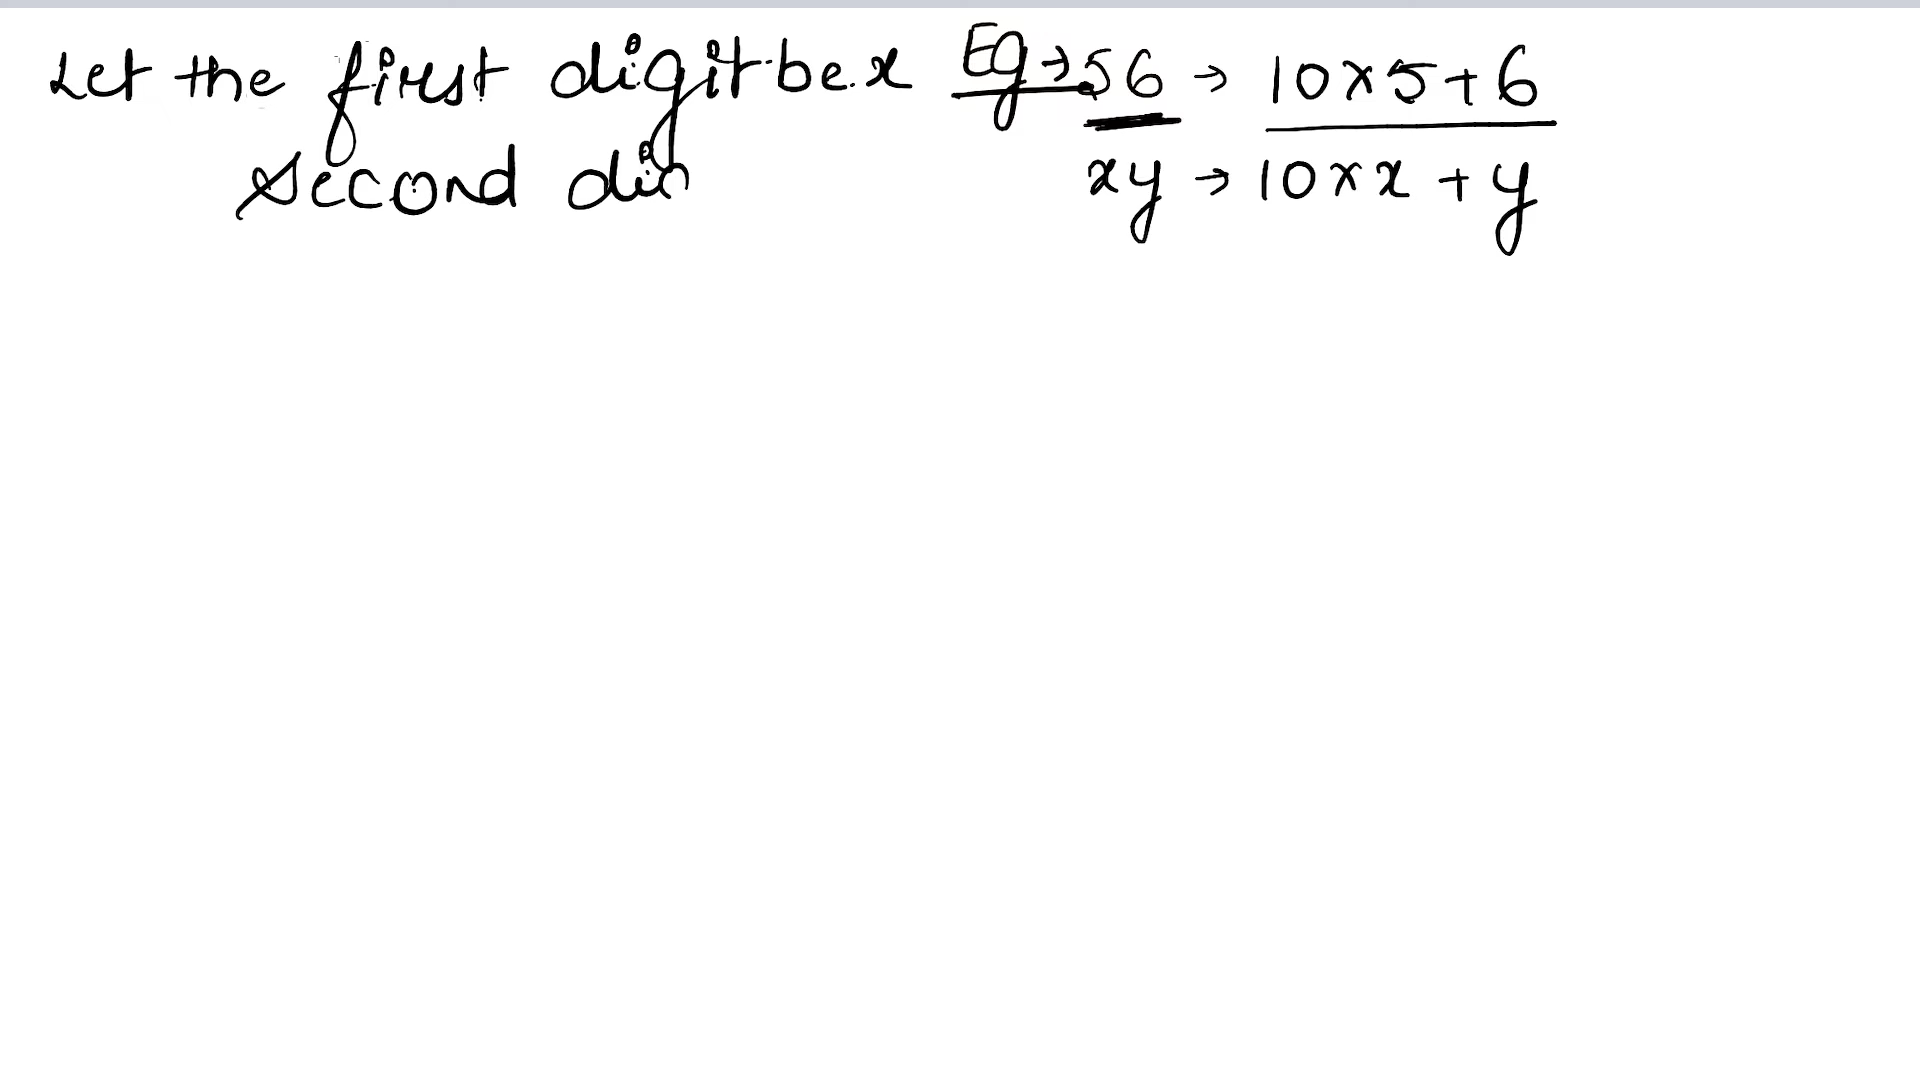 Let the first digit be x Eg → 56 → 10×5+6
second di xy → 10×x + y